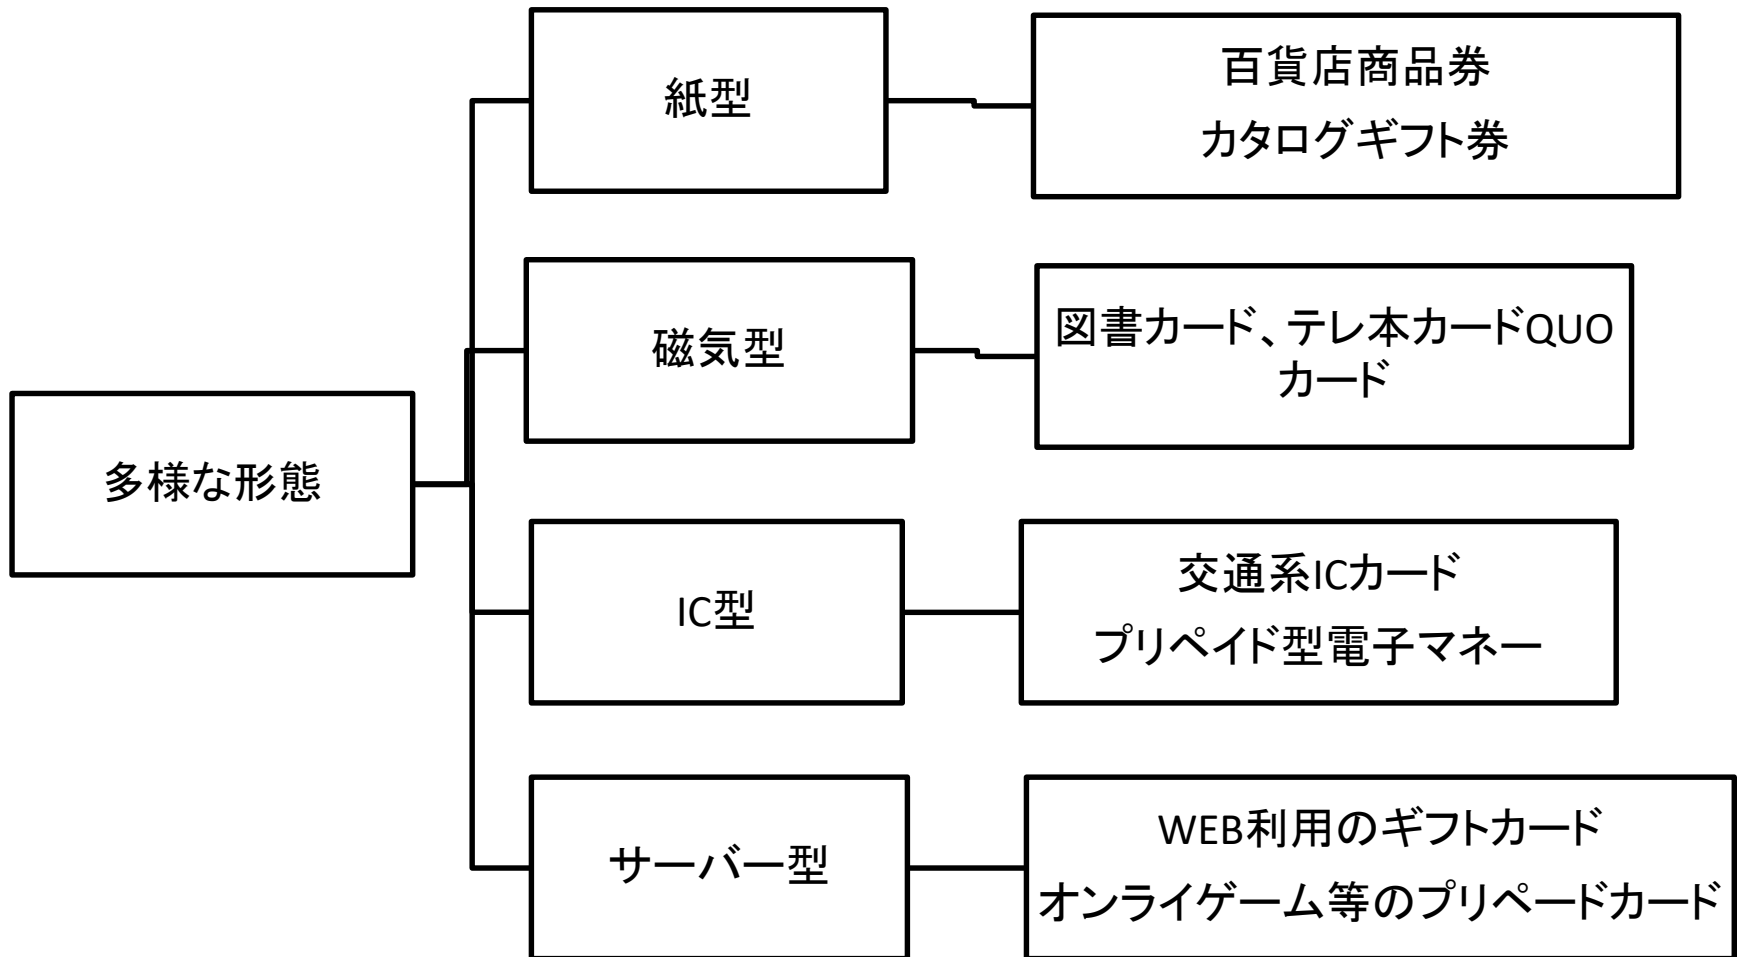 多様な形態
紙型
百貨店商品券
カタログギフト券
磁気型
図書カード、テレ本カードQUO
カード
IC型
交通系ICカード
プリペイド型電子マネー
サーバー型
WEB利用のギフトカード
オンライゲーム等のプリペードカード